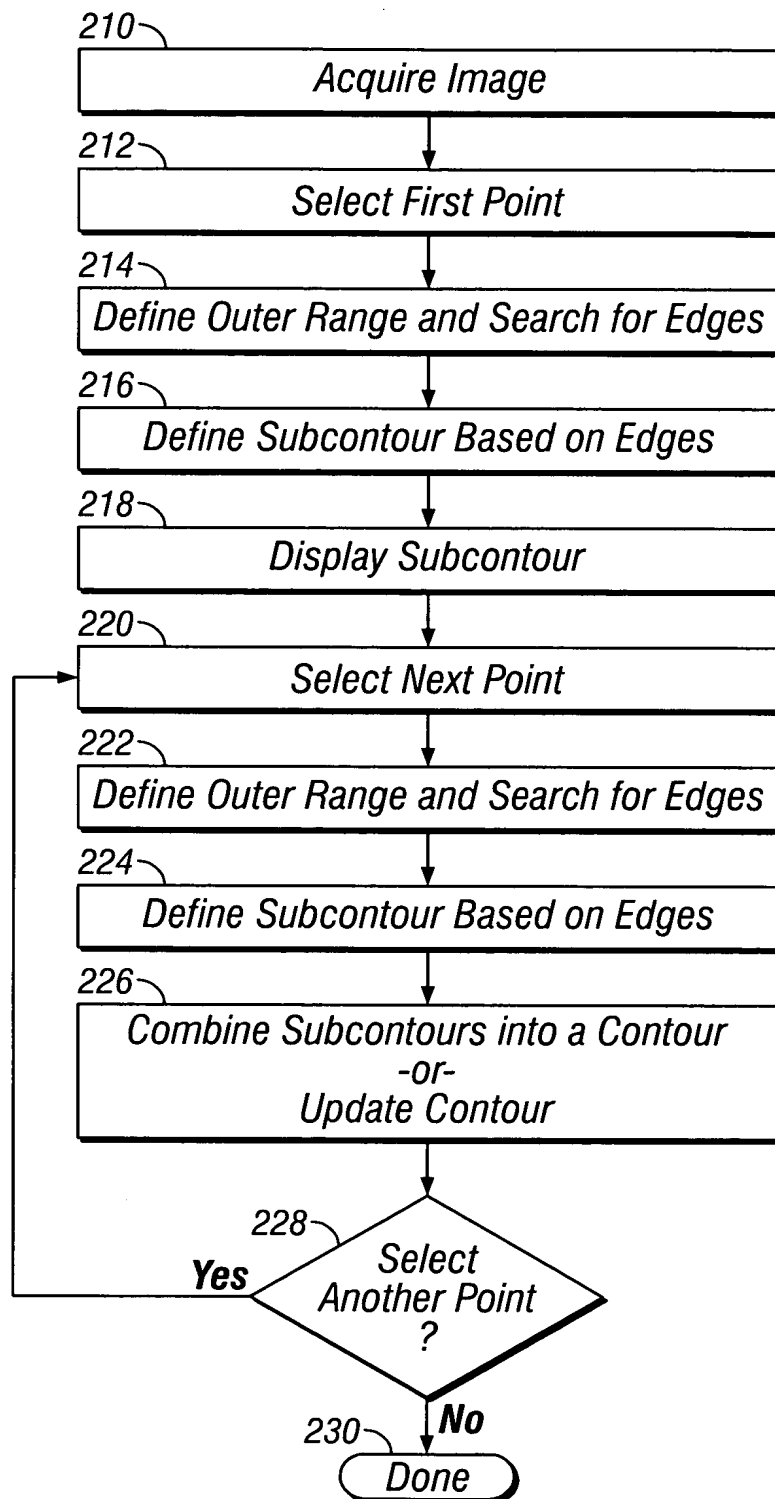 210
Acquire Image
212
Select First Point
214
Define Outer Range and Search for Edges
216
Define Subcontour Based on Edges
218
Display Subcontour
220
Select Next Point
222
Define Outer Range and Search for Edges
224
Define Subcontour Based on Edges
226
Combine Subcontours into a Contour
-or-
Update Contour
228
Select
Another Point
?
Yes
No
230
Done